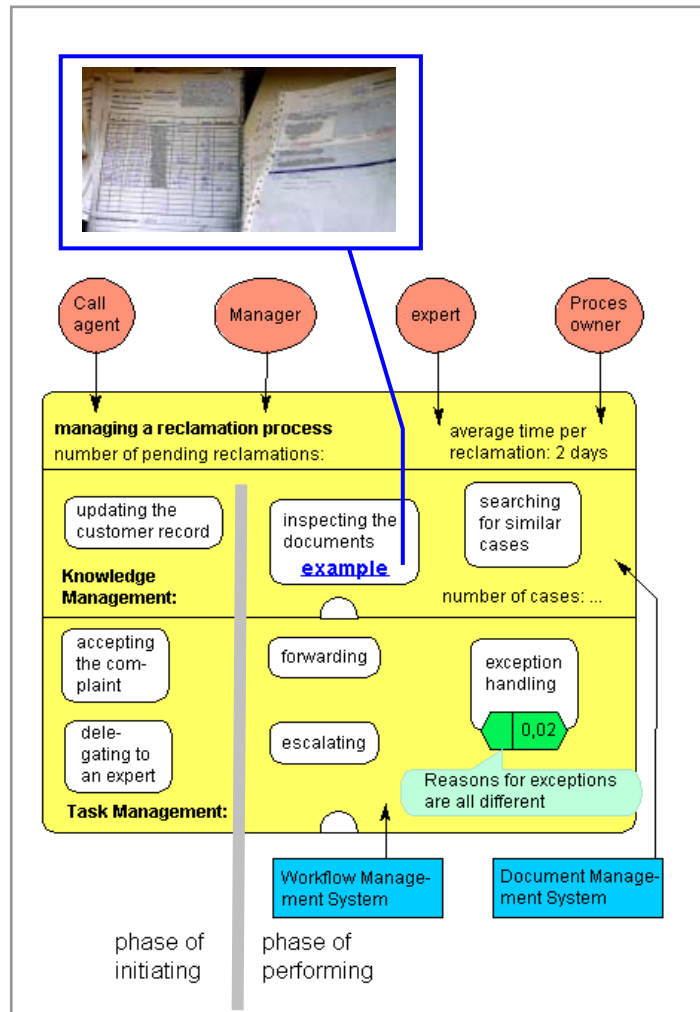 Call
agent
Manager
expert
Proces
owner
managing a reclamation process
number of pending reclamations:
average time per
reclamation: 2 days
updating the
customer record
inspecting the
documents
example
searching
for similar
cases
Knowledge
Management:
number of cases: ...
accepting
the com-
plaint
forwarding
exception
handling
dele-
gating to
an expert
escalating
0,02
Reasons for exceptions
are all different
Task Management:
Workflow Manage-
ment System
Document Manage-
ment System
phase of
initiating
phase of
performing